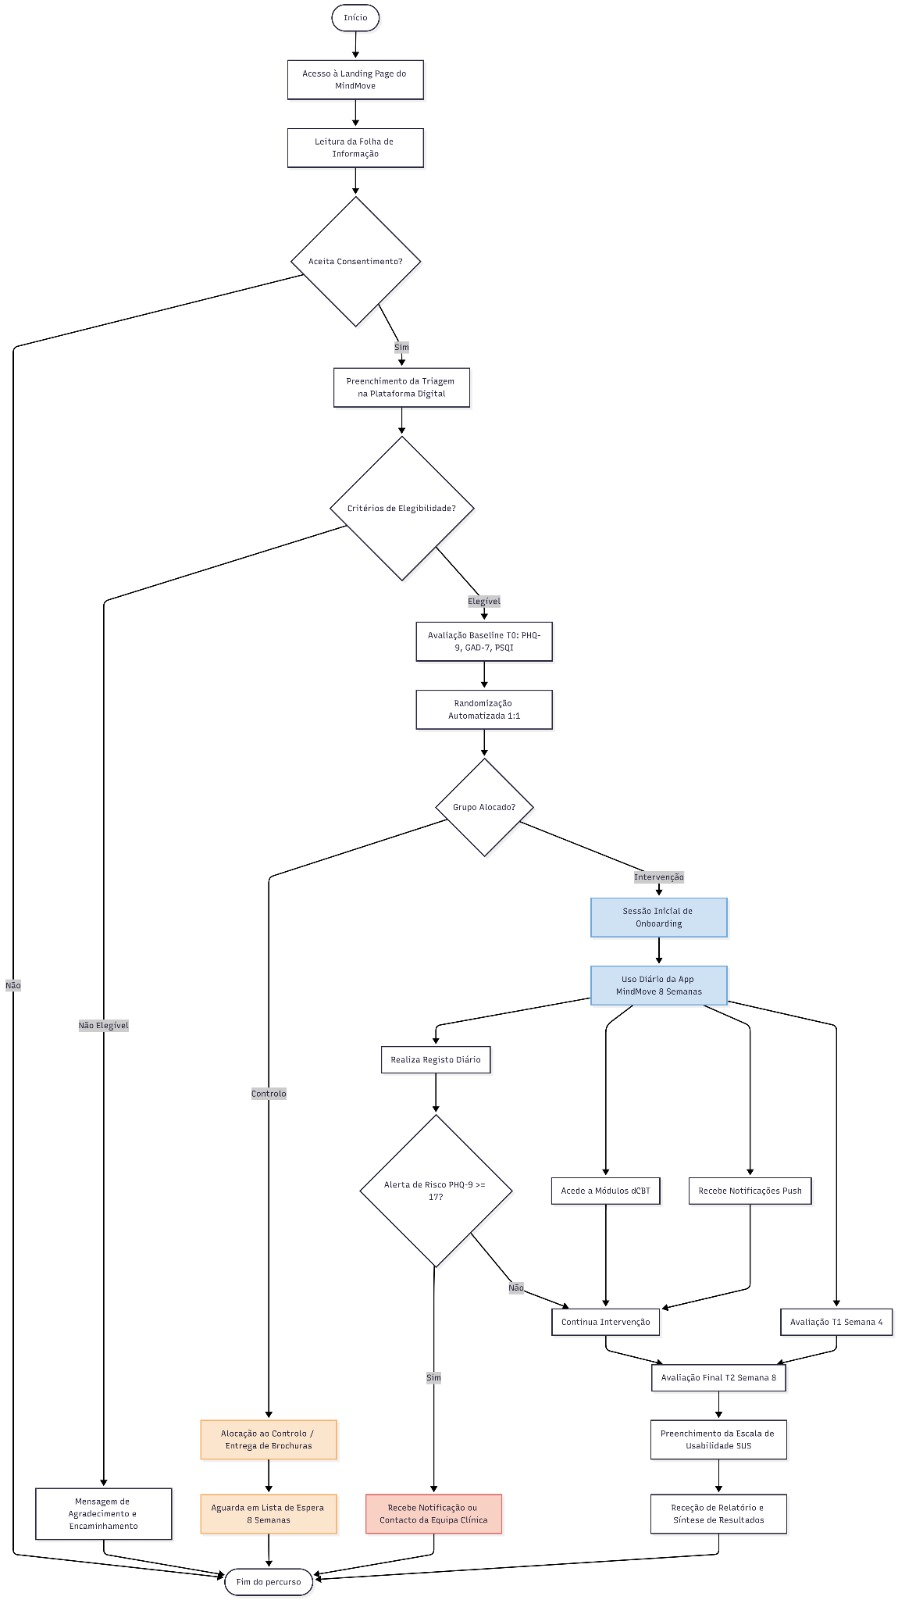 Início
Acesso à Landing Page do
MindMove
Leitura da Folha de
Informação
Aceita Consentimento?
Sim
Preenchimento da Triagem
na Plataforma Digital
Critérios de Elegibilidade?
Elegível
Avaliação Baseline T0: PHQ-
9, GAD-7, PSQI
Randomização
Automatizada 1:1
Grupo Alocado?
Intervenção
Sessão Inicial de
Onboarding
Uso Diário da App
MindMove 8 Semanas
Não
Não Elegível
Realiza Registo Diário
Controlo
Alerta de Risco PHQ-9 >=
17?
Acede a Módulos dCBT
Recebe Notificações Push
Não
Continua Intervenção
Avaliação T1 Semana 4
Sim
Avaliação Final T2 Semana 8
Alocação ao Controlo /
Entrega de Brochuras
Preenchimento da Escala de
Usabilidade SUS
Mensagem de
Agradecimento e
Encaminhamento
Aguarda em Lista de Espera
8 Semanas
Recebe Notificação ou
Contacto da Equipa Clínica
Receção de Relatório e
Síntese de Resultados
Fim do percurso